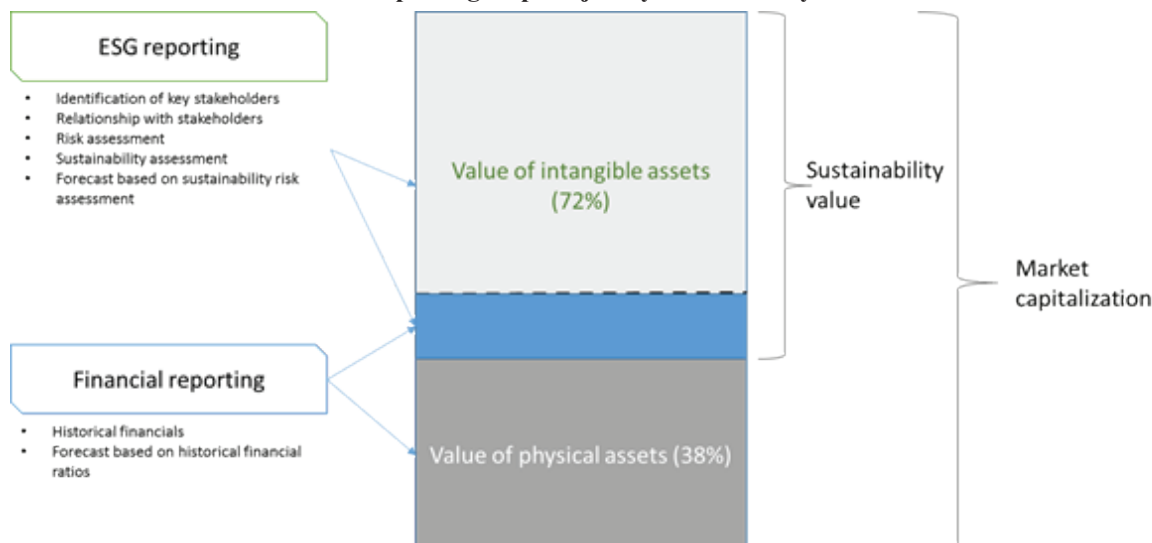 ESG reporting
• Identification of key stakeholders
• Relationship with stakeholders
• Risk assessment
• Sustainability assessment
• Forecast based on sustainability risk
assessment
Value of intangible assets
(72%)
Sustainability
value
Market
capitalization
Financial reporting
• Historical financials
• Forecast based on historical financial
ratios
Value of physical assets (38%)